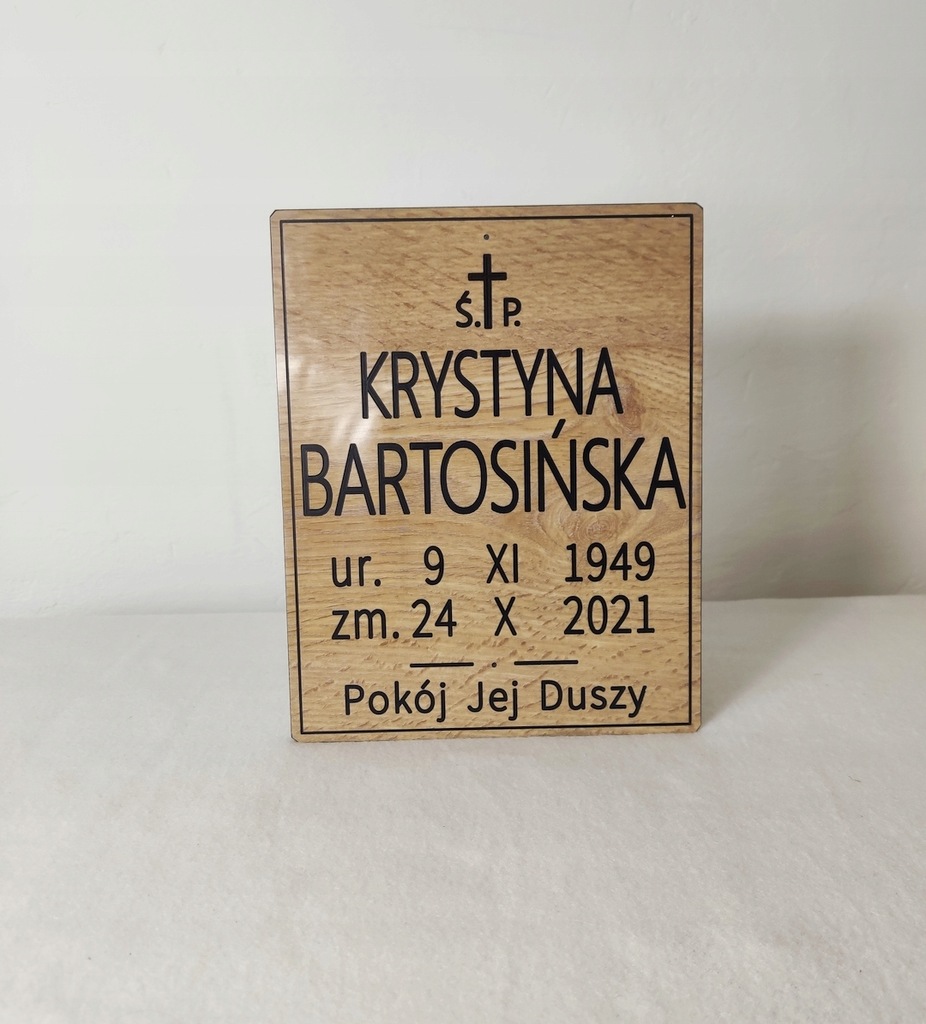 Ś. P.
KRYSTYNA
BARTOSIŃSKA
ur. 9 XI 1949
zm. 24 X 2021
Pokój Jej Duszy